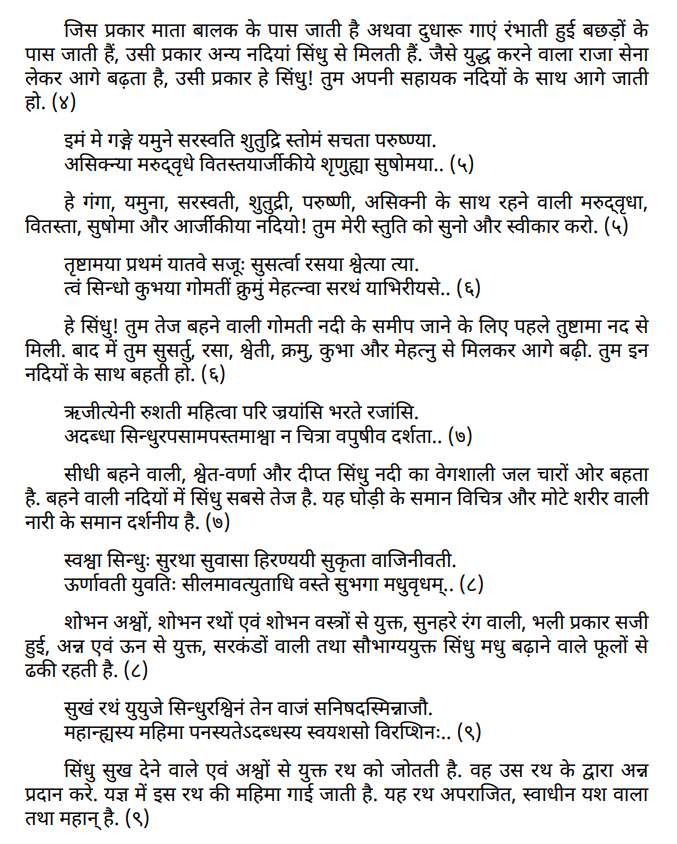 जिस प्रकार माता बालक के पास जाती है अथवा दुधारू गाएं रंभाती हुई बछड़ों के
पास जाती हैं, उसी प्रकार अन्य नदियां सिंधु से मिलती हैं. जैसे युद्ध करने वाला राजा सेना
लेकर आगे बढ़ता है, उसी प्रकार हे सिंधु! तुम अपनी सहायक नदियों के साथ आगे जाती
हो. (४)
इमं मे गङ्गे यमुने सरस्वति शुतुद्रि स्तोमं सचता परुष्ण्या.
असिक्न्या मरुद्वृधे वितस्तयार्जीकीये शृणुह्या सुषोमया.. (५)
हे गंगा, यमुना, सरस्वती, शुतुद्री, परुष्णी, असिक्नी के साथ रहने वाली मरुद्वृधा,
वितस्ता, सुषोमा और आर्जीकीया नदियो! तुम मेरी स्तुति को सुनो और स्वीकार करो. (५)
तृष्टामया प्रथमं यातवे सजूः सुसर्त्वा रसया श्वेत्या त्या.
त्वं सिन्धो कुभया गोमतीं क्रुमुं मेहत्न्वा सरथं याभिरीयसे.. (६)
हे सिंधु! तुम तेज बहने वाली गोमती नदी के समीप जाने के लिए पहले तुष्टामा नद से
मिली. बाद में तुम सुसर्तु, रसा, श्वेती, क्रमु, कुभा और मेहत्नु से मिलकर आगे बढ़ी. तुम इन
नदियों के साथ बहती हो. (६)
ऋजीत्येनी रुशती महित्वा परि ज्रयांसि भरते रजांसि.
अदब्धा सिन्धुरपसामपस्तमाश्वा न चित्रा वपुषीव दर्शता.. (७)
सीधी बहने वाली, श्वेत-वर्णा और दीप्त सिंधु नदी का वेगशाली जल चारों ओर बहता
है. बहने वाली नदियों में सिंधु सबसे तेज है. यह घोड़ी के समान विचित्र और मोटे शरीर वाली
नारी के समान दर्शनीय है. (७)
स्वश्वा सिन्धुः सुरथा सुवासा हिरण्ययी सुकृता वाजिनीवती.
ऊर्णावती युवतिः सीलमावत्युताधि वस्ते सुभगा मधुवृधम्.. (८)
शोभन अश्वों, शोभन रथों एवं शोभन वस्त्रों से युक्त, सुनहरे रंग वाली, भली प्रकार सजी
हुई, अन्न एवं ऊन से युक्त, सरकंडों वाली तथा सौभाग्ययुक्त सिंधु मधु बढ़ाने वाले फूलों से
ढकी रहती है. (८)
सुखं रथं युयुजे सिन्धुरश्विनं तेन वाजं सनिषदस्मिन्नाजौ.
महान्ह्यस्य महिमा पनस्यतेऽदब्धस्य स्वयशसो विरप्शिनः.. (९)
सिंधु सुख देने वाले एवं अश्वों से युक्त रथ को जोतती है. वह उस रथ के द्वारा अन्न
प्रदान करे. यज्ञ में इस रथ की महिमा गाई जाती है. यह रथ अपराजित, स्वाधीन यश वाला
तथा महान् है. (९)